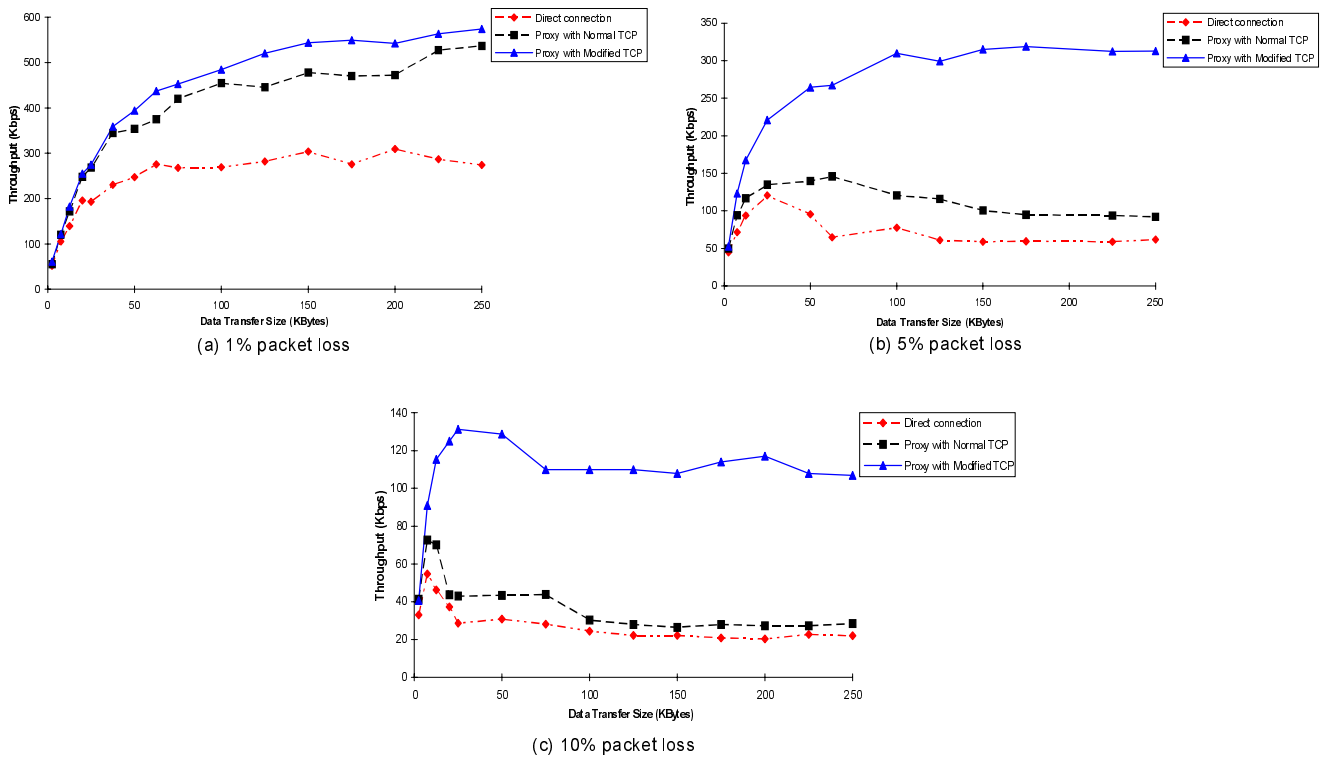 600
500
400
300
200
100
0
Throughput (Kbps)
0 50 100 150 200 250
Data Transfer Size (KBytes)
Direct connection
Proxy with Normal TCP
Proxy with Modified TCP
(a) 1% packet loss
350
300
250
200
150
100
50
0
Throughput (Kbps)
0 50 100 150 200 250
Data Transfer Size (KBytes)
Direct connection
Proxy with Normal TCP
Proxy with Modified TCP
(b) 5% packet loss
140
120
100
80
60
40
20
0
Throughput (Kbps)
0 50 100 150 200 250
Data Transfer Size (KBytes)
Direct connection
Proxy with Normal TCP
Proxy with Modified TCP
(c) 10% packet loss